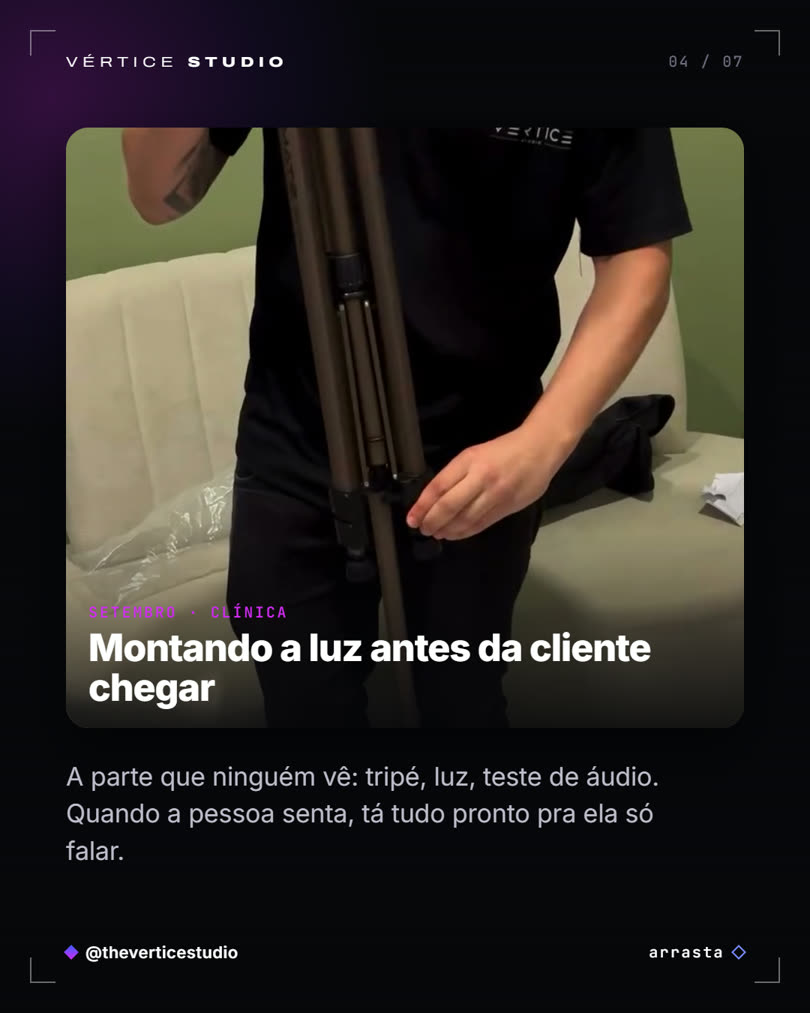 VÉRTICE STUDIO
04 / 07
VÉRTICE
SETEMBRO · CLÍNICA
Montando a luz antes da cliente
chegar
A parte que ninguém vê: tripé, luz, teste de áudio.
Quando a pessoa senta, tá tudo pronto pra ela só
falar.
@theverticestudio
arrasta